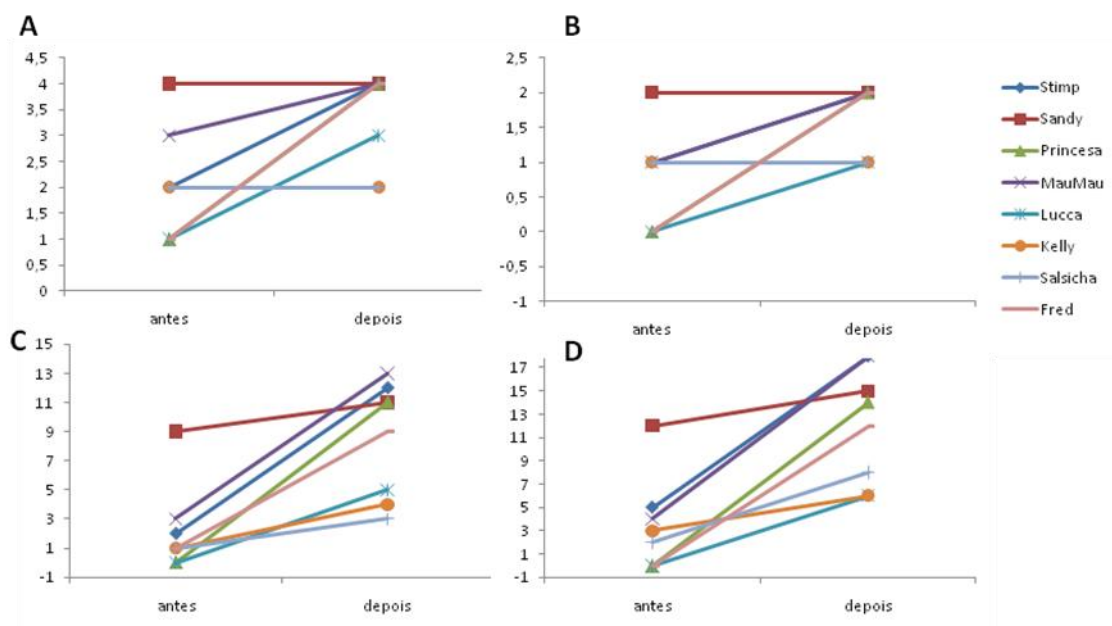 A
4,5
4
3,5
3
2,5
2
1,5
1
0,5
0
antes
depois
B
2,5
2
1,5
1
0,5
0
-0,5
-1
antes
depois
Stimp
Sandy
Princesa
MauMau
Lucca
Kelly
Salsicha
Fred
C
15
13
11
9
7
5
3
1
-1
antes
depois
D
17
15
13
11
9
7
5
3
1
-1
antes
depois